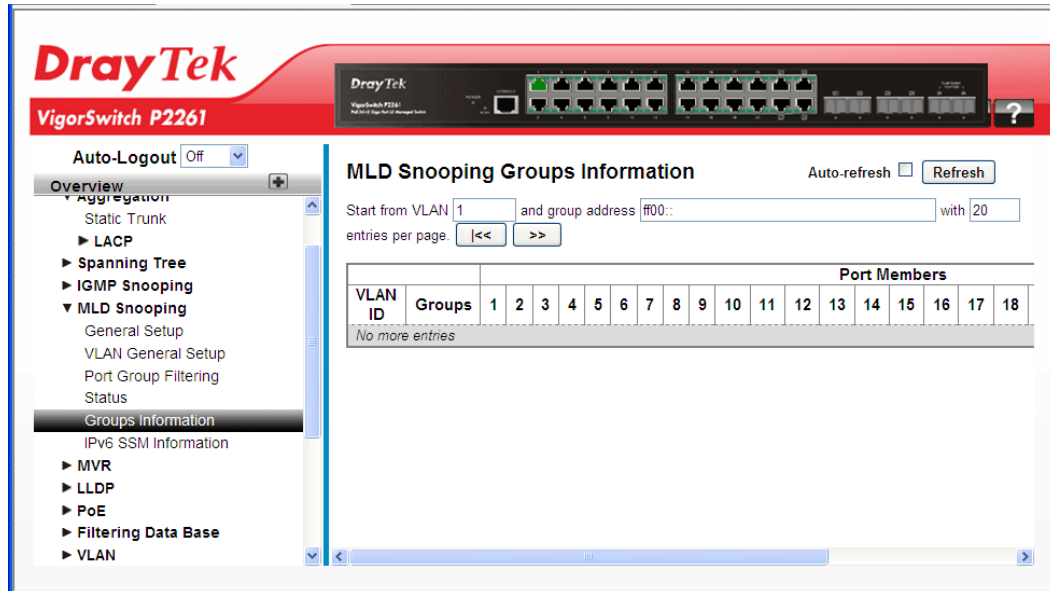 DrayTek
VigorSwitch P2261
DrayTek
VigorSwitch P2261
POWER
CONSOLE
?
Auto-Logout Off
Overview
Aggregation
Static Trunk
LACP
Spanning Tree
IGMP Snooping
MLD Snooping
General Setup
VLAN General Setup
Port Group Filtering
Status
Groups Information
IPv6 SSM Information
MVR
LLDP
PoE
Filtering Data Base
VLAN
MLD Snooping Groups Information
Auto-refresh Refresh
Start from VLAN 1 and group address ff00:: with 20
entries per page. |<< >>
Port Members
VLAN ID Groups 1 2 3 4 5 6 7 8 9 10 11 12 13 14 15 16 17 18
No more entries